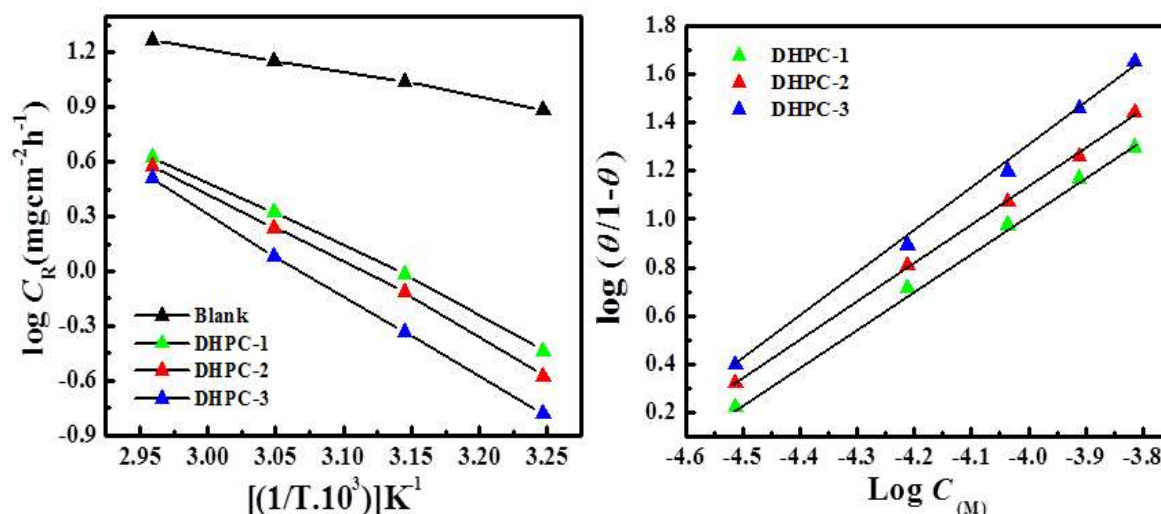 log C_R(mgcm⁻²h⁻¹)
1.2
0.9
0.6
0.3
0.0
-0.3
-0.6
-0.9
Blank
DHPC-1
DHPC-2
DHPC-3
2.95 3.00 3.05 3.10 3.15 3.20 3.25
[(1/T.10³)]K⁻¹
log (θ/1-θ)
1.8
1.6
1.4
1.2
1.0
0.8
0.6
0.4
0.2
DHPC-1
DHPC-2
DHPC-3
-4.6 -4.5 -4.4 -4.3 -4.2 -4.1 -4.0 -3.9 -3.8
Log C_(M)